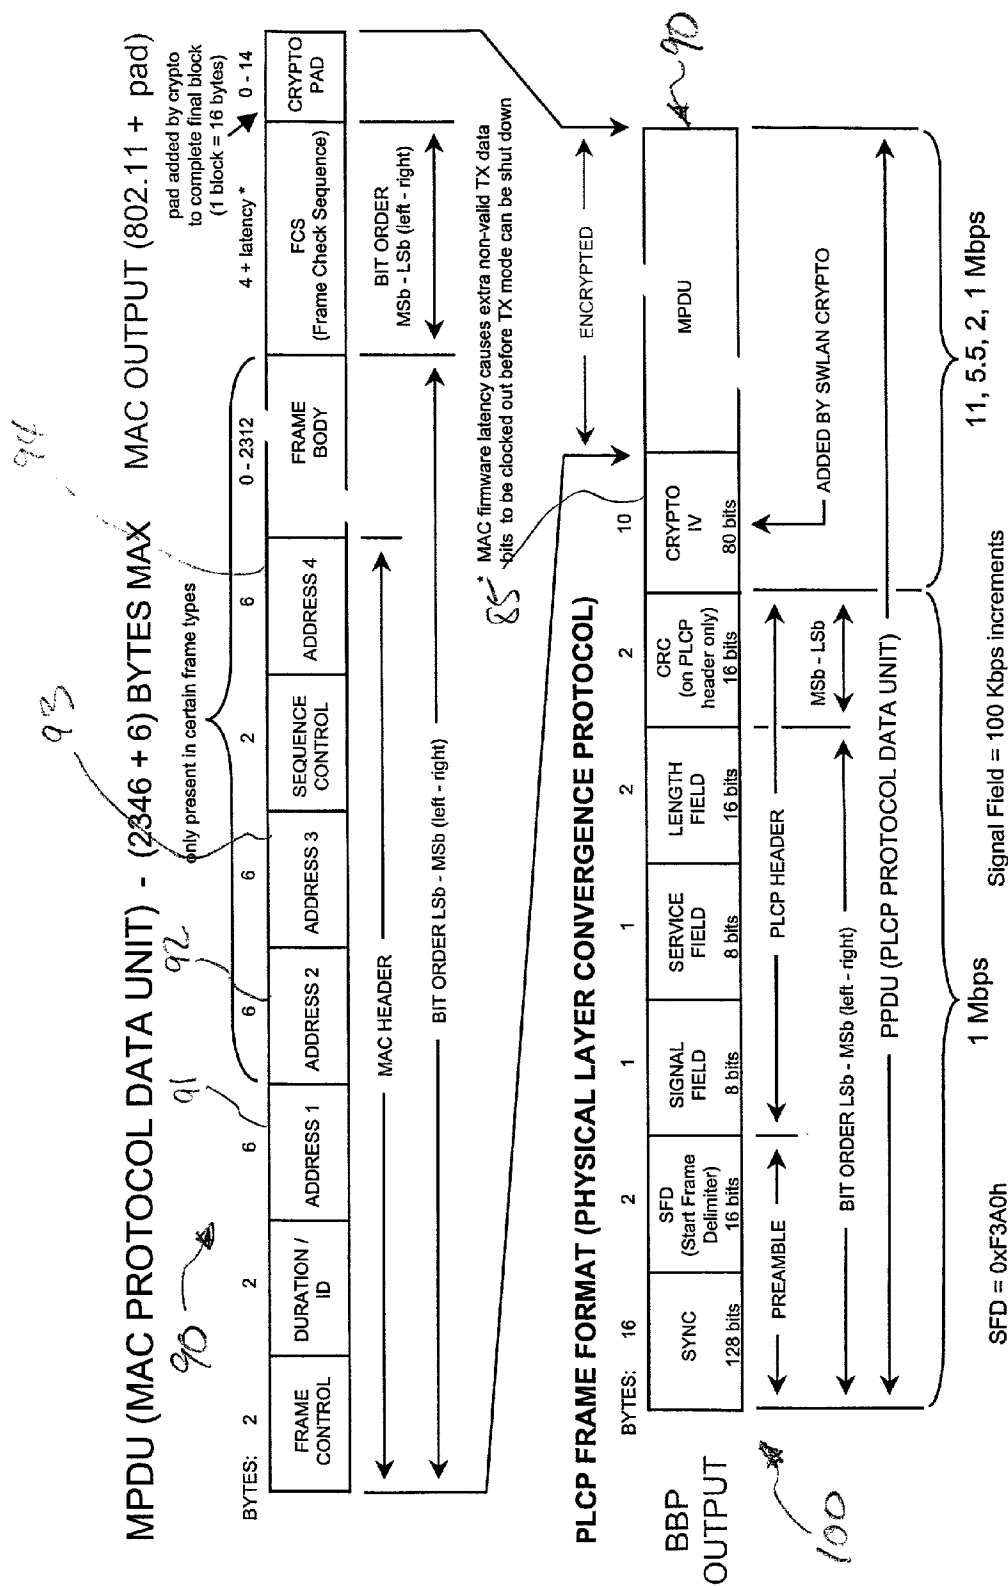 MPDU (MAC PROTOCOL DATA UNIT) - (2346 + 6) BYTES MAX MAC OUTPUT (802.11 + pad)
90
91
92
93
94
only present in certain frame types
pad added by crypto
to complete final block
(1 block = 16 bytes)
BYTES: 2 2 6 6 6 2 6 0 - 2312 4 + latency * 0 - 14
FRAME CONTROL
DURATION / ID
ADDRESS 1
ADDRESS 2
ADDRESS 3
SEQUENCE CONTROL
ADDRESS 4
FRAME BODY
FCS
(Frame Check Sequence)
CRYPTO PAD
MAC HEADER
BIT ORDER
MSb - LSb (left - right)
BIT ORDER LSb - MSb (left - right)
* MAC firmware latency causes extra non-valid TX data
bits to be clocked out before TX mode can be shut down
85
PLCP FRAME FORMAT (PHYSICAL LAYER CONVERGENCE PROTOCOL)
ENCRYPTED
90
BYTES: 16 2 1 1 2 2 10
BBP
OUTPUT
SYNC
128 bits
SFD
(Start Frame
Delimiter)
16 bits
SIGNAL
FIELD
8 bits
SERVICE
FIELD
8 bits
LENGTH
FIELD
16 bits
CRC
(on PLCP
header only)
16 bits
CRYPTO
IV
80 bits
MPDU
100
PREAMBLE
PLCP HEADER
ADDED BY SWLAN CRYPTO
BIT ORDER LSb - MSb (left - right)
MSb - LSb
PPDU (PLCP PROTOCOL DATA UNIT)
1 Mbps
11, 5.5, 2, 1 Mbps
SFD = 0xF3A0h
Signal Field = 100 Kbps increments